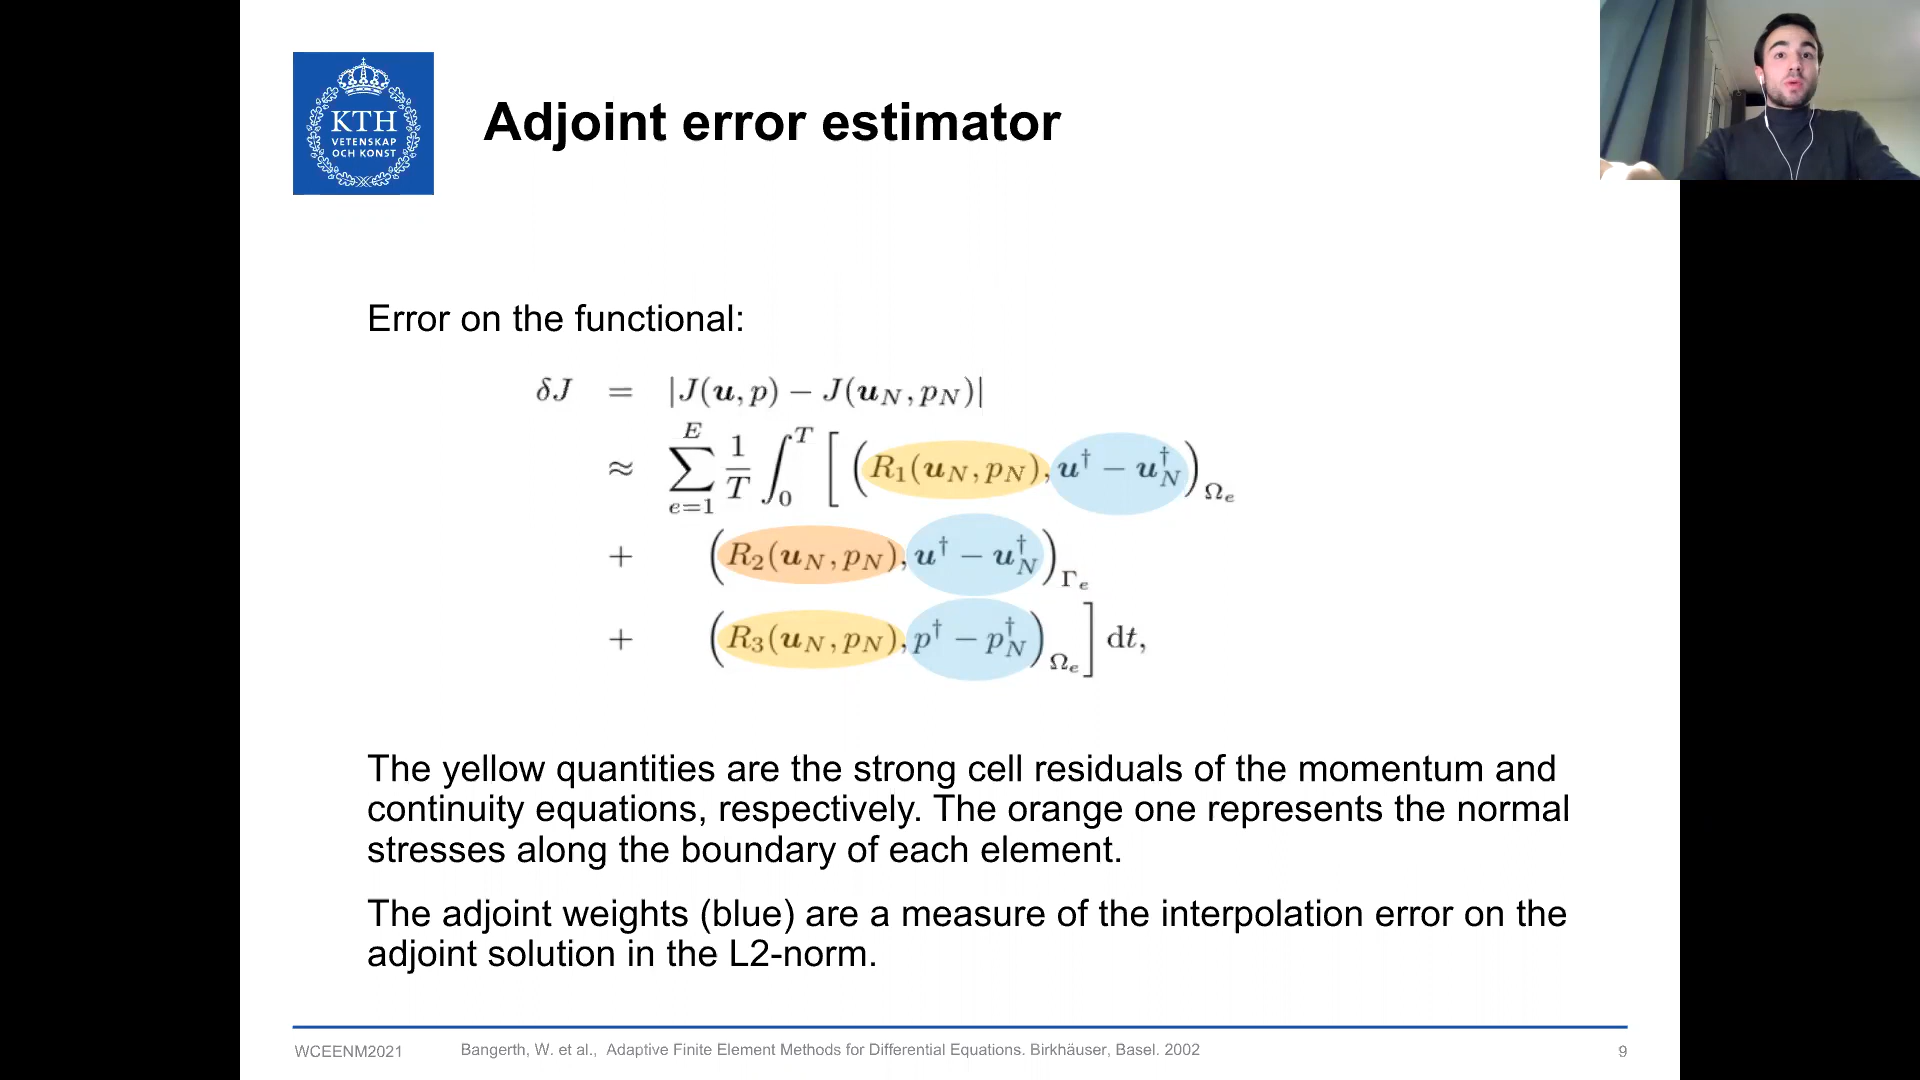 KTH
VETENSKAP
OCH KONST
Adjoint error estimator
Error on the functional:
δJ = |J(u, p) − J(u_N, p_N)|
≈ ∑_{e=1}^{E} 1/T ∫_0^T [ (R_1(u_N, p_N), u^† − u_N^†)_{Ω_e}
+ (R_2(u_N, p_N), u^† − u_N^†)_{Γ_e}
+ (R_3(u_N, p_N), p^† − p_N^†)_{Ω_e} ] dt,
The yellow quantities are the strong cell residuals of the momentum and
continuity equations, respectively. The orange one represents the normal
stresses along the boundary of each element.
The adjoint weights (blue) are a measure of the interpolation error on the
adjoint solution in the L2-norm.
WCEENM2021 Bangerth, W. et al., Adaptive Finite Element Methods for Differential Equations. Birkhäuser, Basel. 2002 9